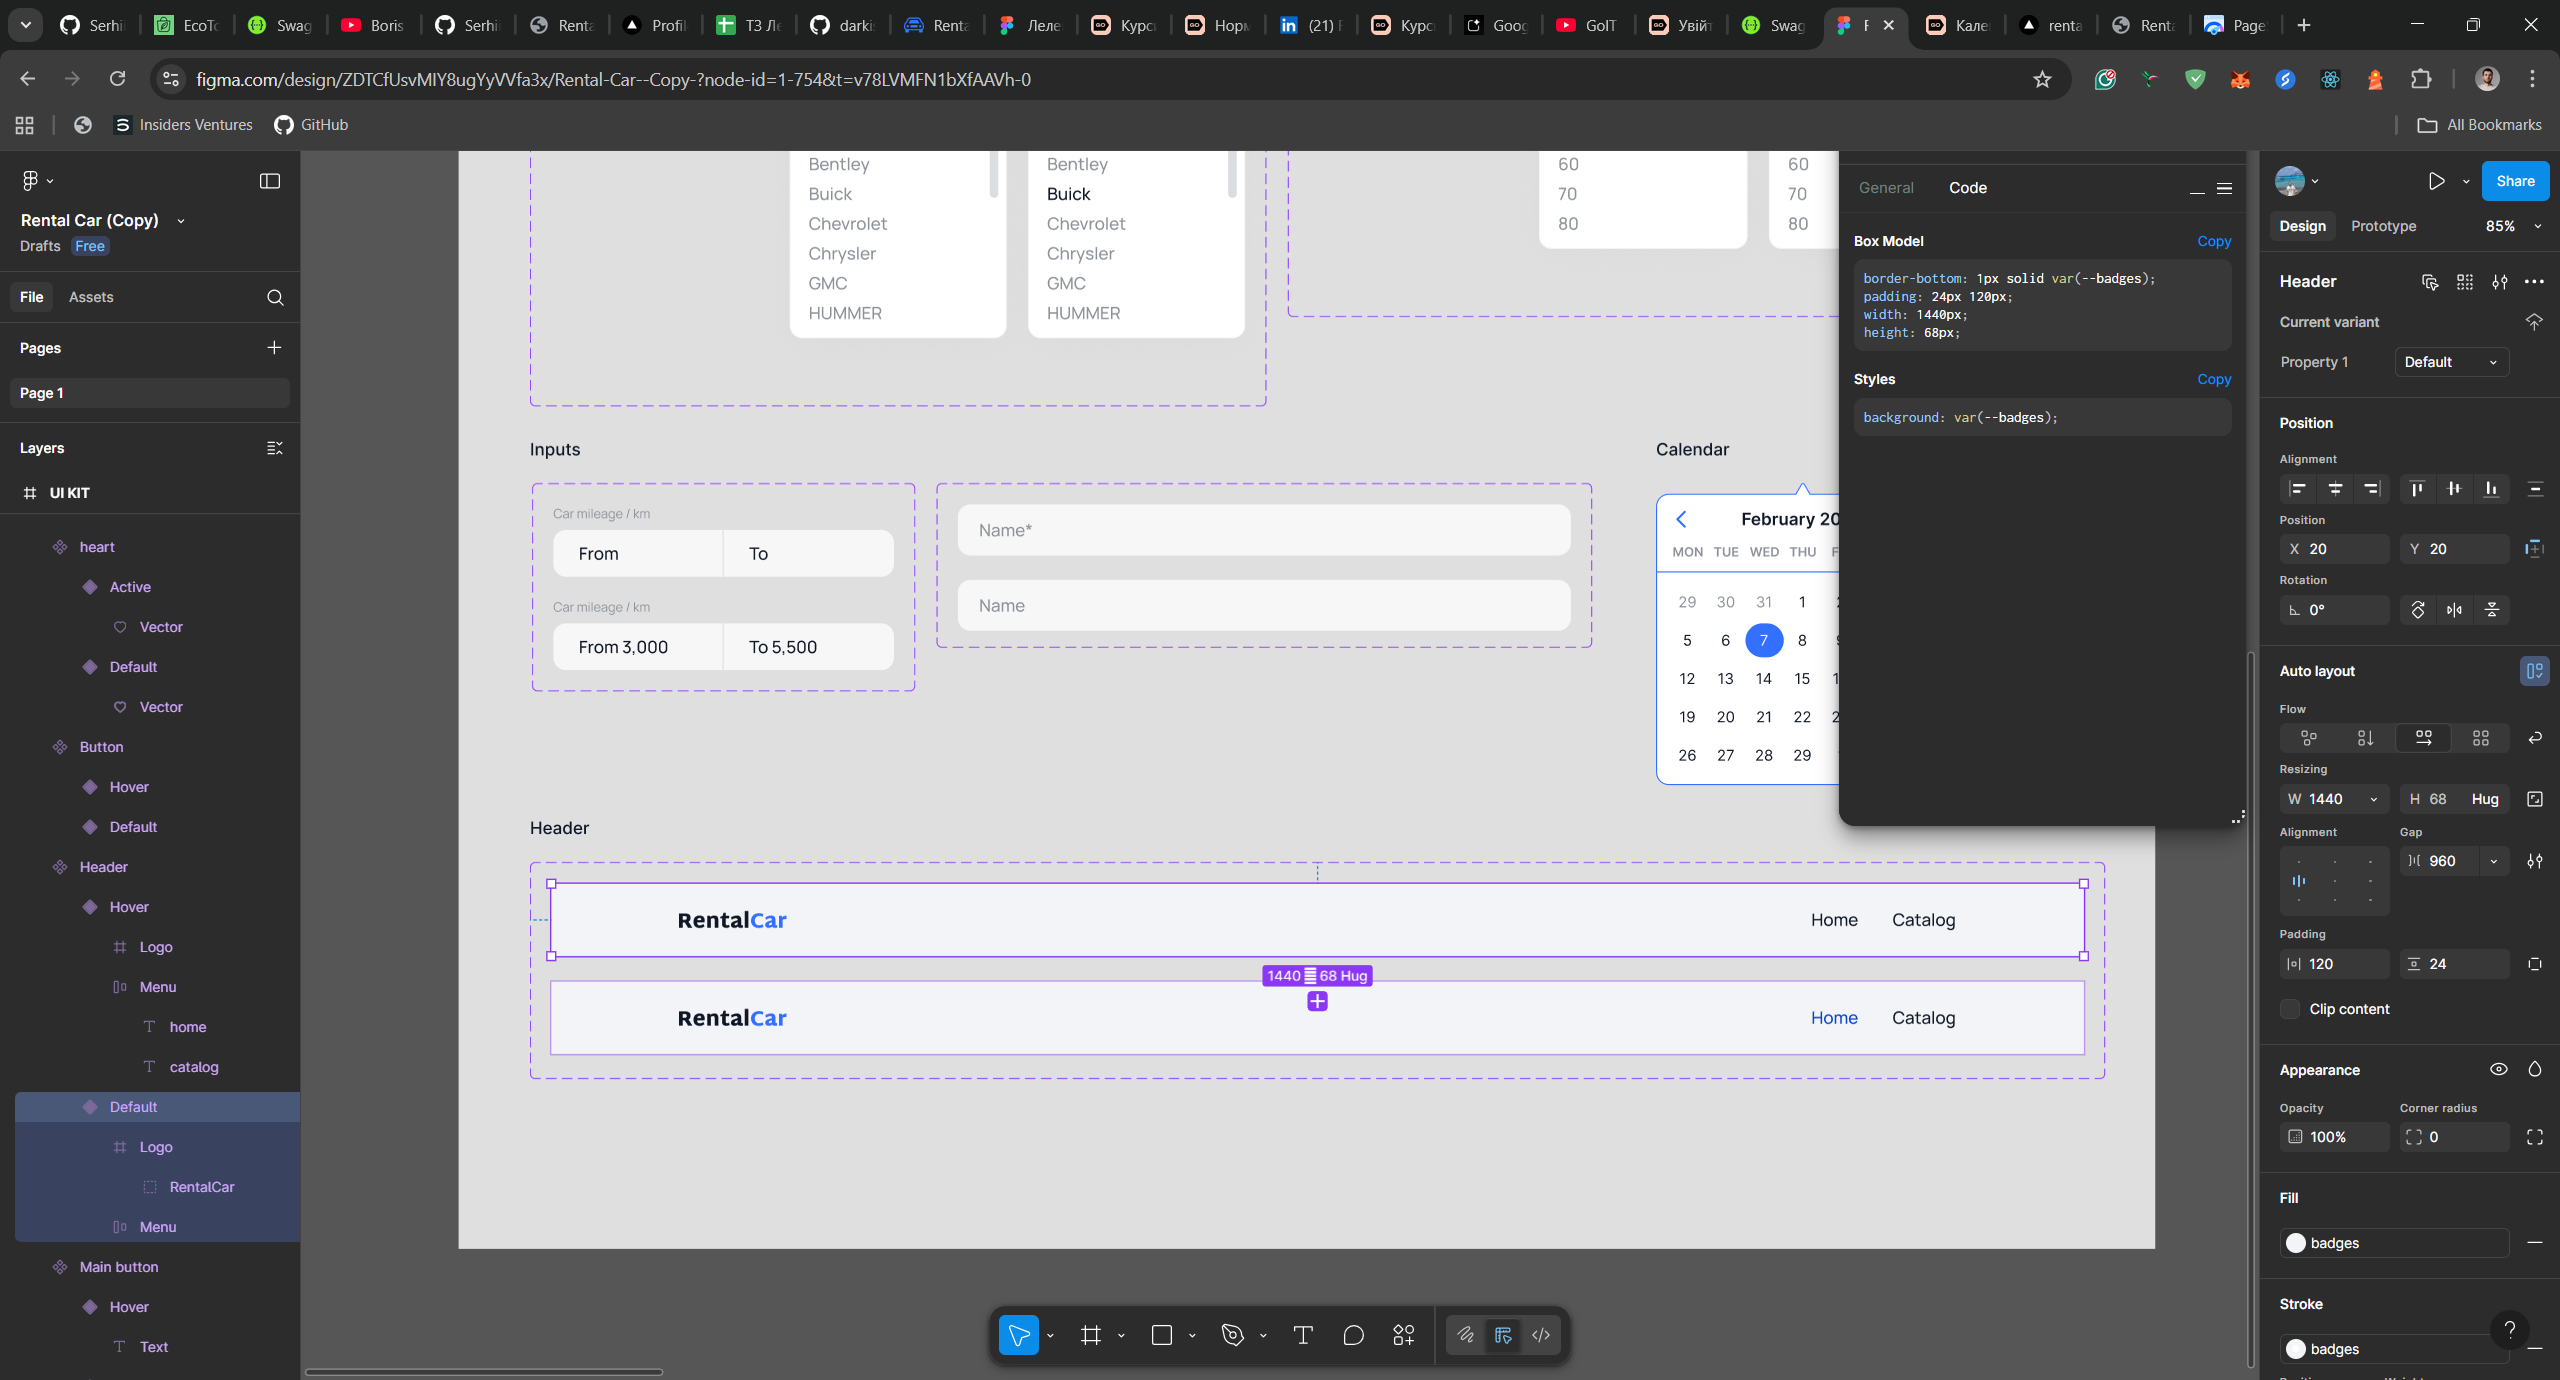 Serhii
EcoTo
Swag
Boris
Serhii
Renta
Profil
ТЗ Ле
darki
Renta
Леле
Курс
Норм
(21) F
Курс
Goog
GoIT
Увій
Swag
F
Кале
renta
Renta
Page
figma.com/design/ZDTCfUsvMIY8ugYyVVfa3x/Rental-Car--Copy-?node-id=1-754&t=v78LVMFN1bXfAAVh-0
Insiders Ventures
GitHub
All Bookmarks
Rental Car (Copy)
Drafts Free
File Assets
Pages
Page 1
Layers
UI KIT
heart
Active
Vector
Default
Vector
Button
Hover
Default
Header
Hover
Logo
Menu
home
catalog
Default
Logo
RentalCar
Menu
Main button
Hover
Text
Bentley
Buick
Chevrolet
Chrysler
GMC
HUMMER
Bentley
Buick
Chevrolet
Chrysler
GMC
HUMMER
60
70
80
60
70
80
Inputs
Car mileage / km
From To
Car mileage / km
From 3,000 To 5,500
Name*
Name
Calendar
February 20
MON TUE WED THU F
29 30 31 1
5 6 7 8
12 13 14 15 1
19 20 21 22 2
26 27 28 29
Header
RentalCar Home Catalog
1440 68 Hug
RentalCar Home Catalog
General Code
Box Model Copy
border-bottom: 1px solid var(--badges);
padding: 24px 120px;
width: 1440px;
height: 68px;
Styles Copy
background: var(--badges);
Share
Design Prototype 85%
Header
Current variant
Property 1 Default
Position
Alignment
Position
X 20 Y 20
Rotation
0°
Auto layout
Flow
Resizing
W 1440 H 68 Hug
Alignment Gap
960
Padding
120 24
Clip content
Appearance
Opacity Corner radius
100% 0
Fill
badges
Stroke
badges
?